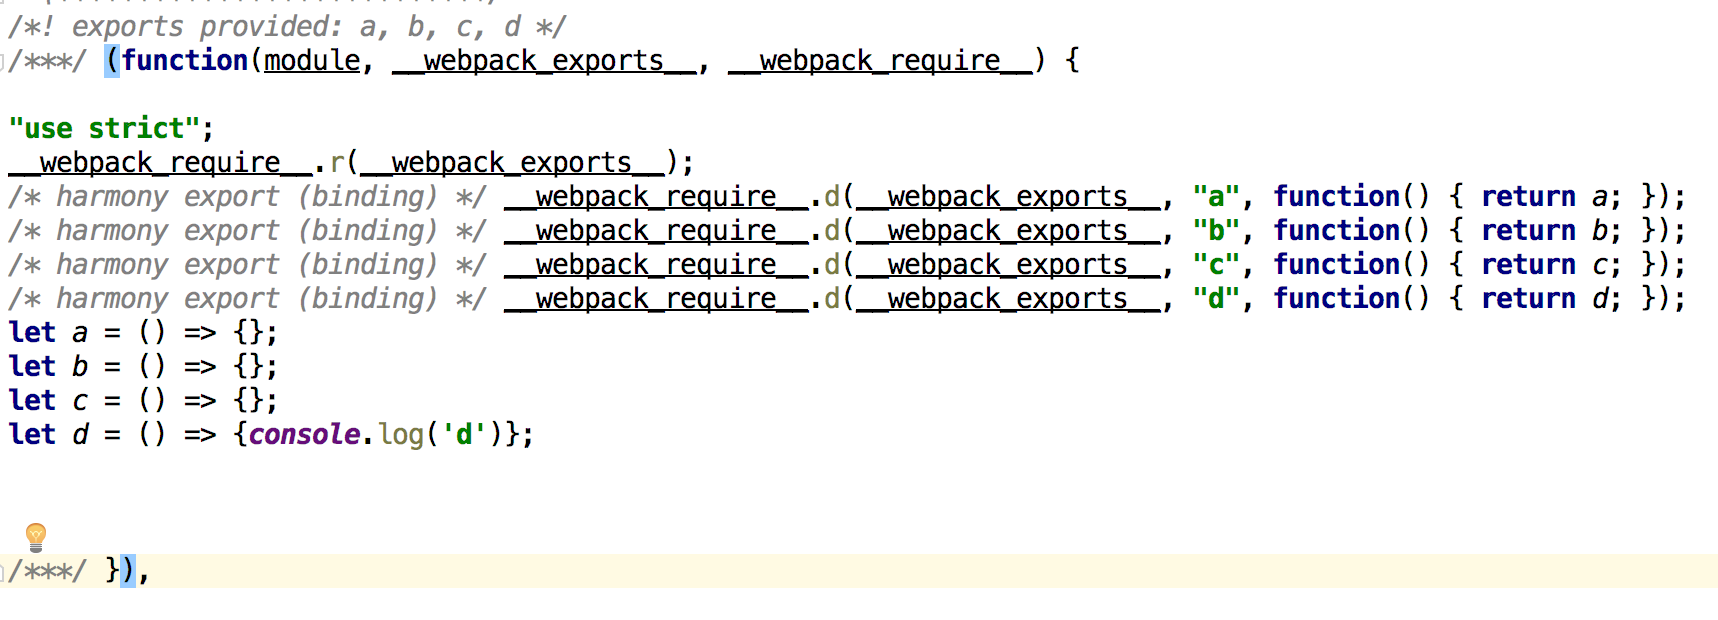 /*! exports provided: a, b, c, d */
/***/ (function(module, __webpack_exports__, __webpack_require__) {
"use strict";
__webpack_require__.r(__webpack_exports__);
/* harmony export (binding) */ __webpack_require__.d(__webpack_exports__, "a", function() { return a; });
/* harmony export (binding) */ __webpack_require__.d(__webpack_exports__, "b", function() { return b; });
/* harmony export (binding) */ __webpack_require__.d(__webpack_exports__, "c", function() { return c; });
/* harmony export (binding) */ __webpack_require__.d(__webpack_exports__, "d", function() { return d; });
let a = () => {};
let b = () => {};
let c = () => {};
let d = () => {console.log('d')};
/***/ }),